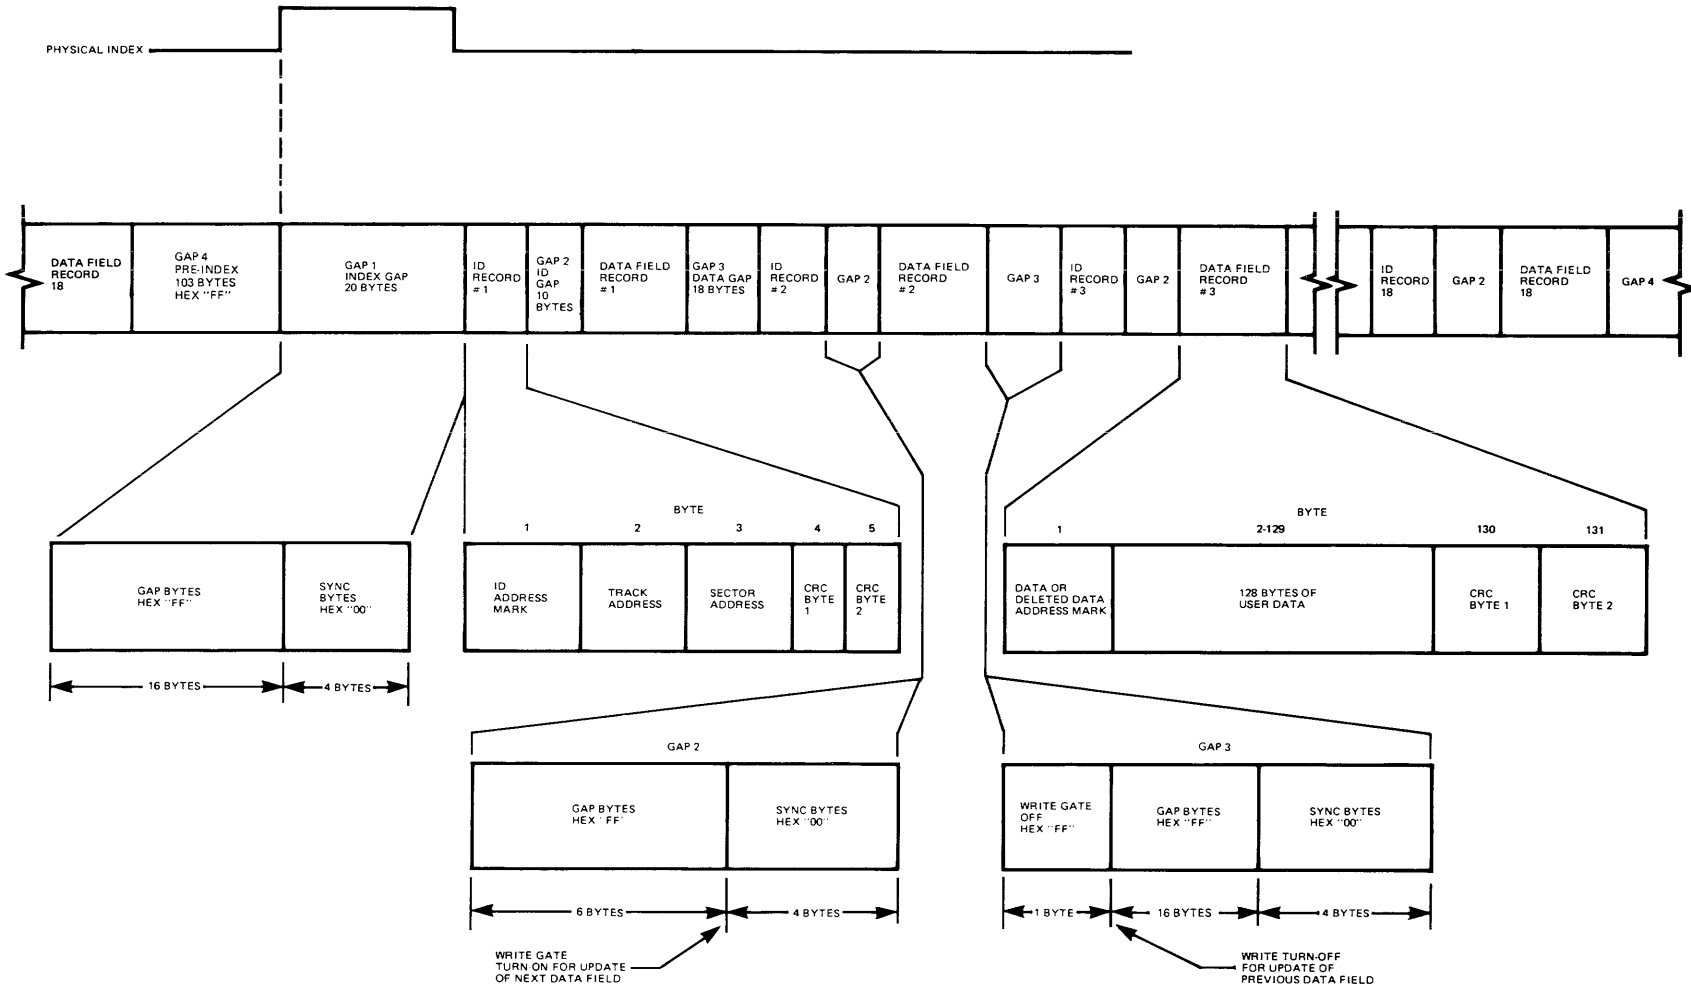 PHYSICAL INDEX
DATA FIELD
RECORD
18
GAP 4
PRE-INDEX
103 BYTES
HEX "FF"
GAP 1
INDEX GAP
20 BYTES
ID
RECORD
# 1
GAP 2
ID
GAP
10
BYTES
DATA FIELD
RECORD
#1
GAP 3
DATA GAP
18 BYTES
ID
RECORD
#2
GAP 2
DATA FIELD
RECORD
#2
GAP 3
ID
RECORD
#3
GAP 2
DATA FIELD
RECORD
#3
ID
RECORD
18
GAP 2
DATA FIELD
RECORD
18
GAP 4
BYTE
1 2 3 4 5
BYTE
1 2-129 130 131
GAP BYTES
HEX "FF"
SYNC
BYTES
HEX "00"
ID
ADDRESS
MARK
TRACK
ADDRESS
SECTOR
ADDRESS
CRC
BYTE
1
CRC
BYTE
2
DATA OR
DELETED DATA
ADDRESS MARK
128 BYTES OF
USER DATA
CRC
BYTE 1
CRC
BYTE 2
16 BYTES
4 BYTES
GAP 2
GAP BYTES
HEX "FF"
SYNC BYTES
HEX "00"
6 BYTES
4 BYTES
WRITE GATE
TURN-ON FOR UPDATE
OF NEXT DATA FIELD
GAP 3
WRITE GATE
OFF
HEX "FF"
GAP BYTES
HEX "FF"
SYNC BYTES
HEX "00"
1 BYTE
16 BYTES
4 BYTES
WRITE TURN-OFF
FOR UPDATE OF
PREVIOUS DATA FIELD